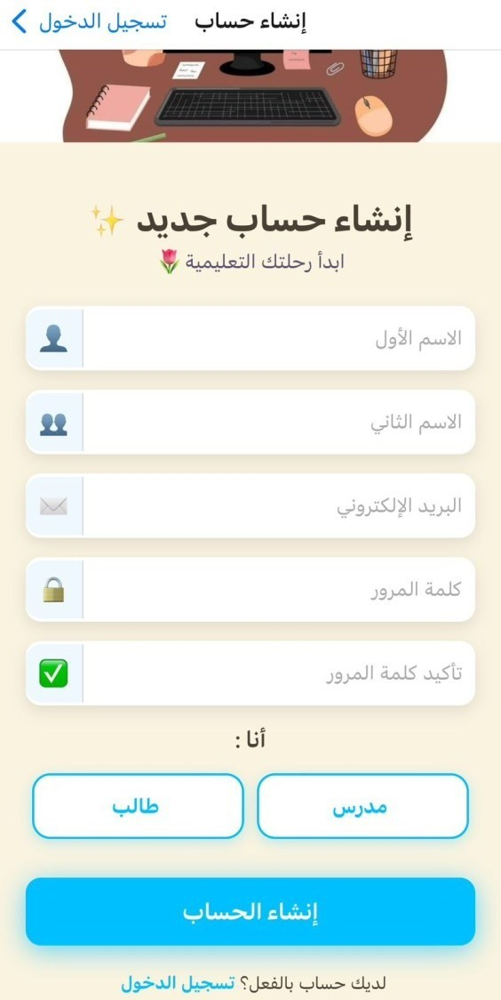 إنشاء حساب
تسجيل الدخول
إنشاء حساب جديد ✨
ابدأ رحلتك التعليمية 🌷
الاسم الأول
الاسم الثاني
البريد الإلكتروني
كلمة المرور
تأكيد كلمة المرور
أنا :
مدرس
طالب
إنشاء الحساب
لديك حساب بالفعل؟ تسجيل الدخول